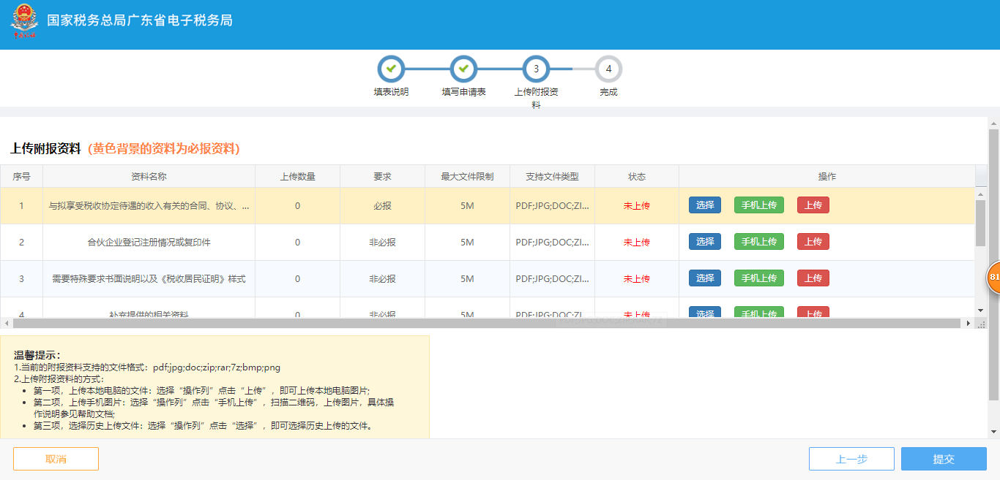 国家税务总局广东省电子税务局
3
4
填表说明
填写申请表
上传附报资
料
完成
上传附报资料 (黄色背景的资料为必报资料)
序号 资料名称 上传数量 要求 最大文件限制 支持文件类型 状态 操作
1 与拟享受税收协定待遇的收入有关的合同、协议、... 0 必报 5M PDF;JPG;DOC;ZI... 未上传 选择 手机上传 上传
2 合伙企业登记注册情况或复印件 0 非必报 5M PDF;JPG;DOC;ZI... 未上传 选择 手机上传 上传
3 需要特殊要求书面说明以及《税收居民证明》样式 0 非必报 5M PDF;JPG;DOC;ZI... 未上传 选择 手机上传 上传
4 补充提供的相关资料 0 非必报 5M PDF;JPG;DOC;ZI... 未上传 选择 手机上传 上传
81
温馨提示：
1.当前的附报资料支持的文件格式：pdf;jpg;doc;zip;rar;7z;bmp;png
2.上传附报资料的方式：
• 第一项，上传本地电脑的文件：选择“操作列”点击“上传”，即可上传本地电脑图片;
• 第二项，上传手机图片：选择“操作列”点击“手机上传”，扫描二维码，上传图片，具体操
作说明参见帮助文档;
• 第三项，选择历史上传文件：选择“操作列”点击“选择”，即可选择历史上传的文件。
取消
上一步
提交